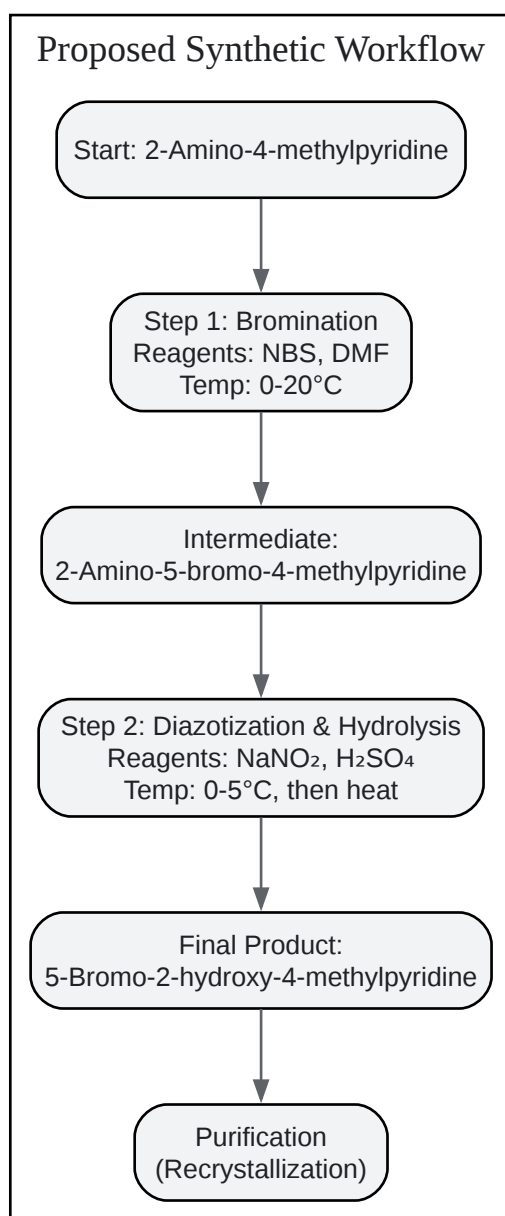 Proposed Synthetic Workflow
Start: 2-Amino-4-methylpyridine
Step 1: Bromination
Reagents: NBS, DMF
Temp: 0-20°C
Intermediate:
2-Amino-5-bromo-4-methylpyridine
Step 2: Diazotization & Hydrolysis
Reagents: NaNO₂, H₂SO₄
Temp: 0-5°C, then heat
Final Product:
5-Bromo-2-hydroxy-4-methylpyridine
Purification
(Recrystallization)